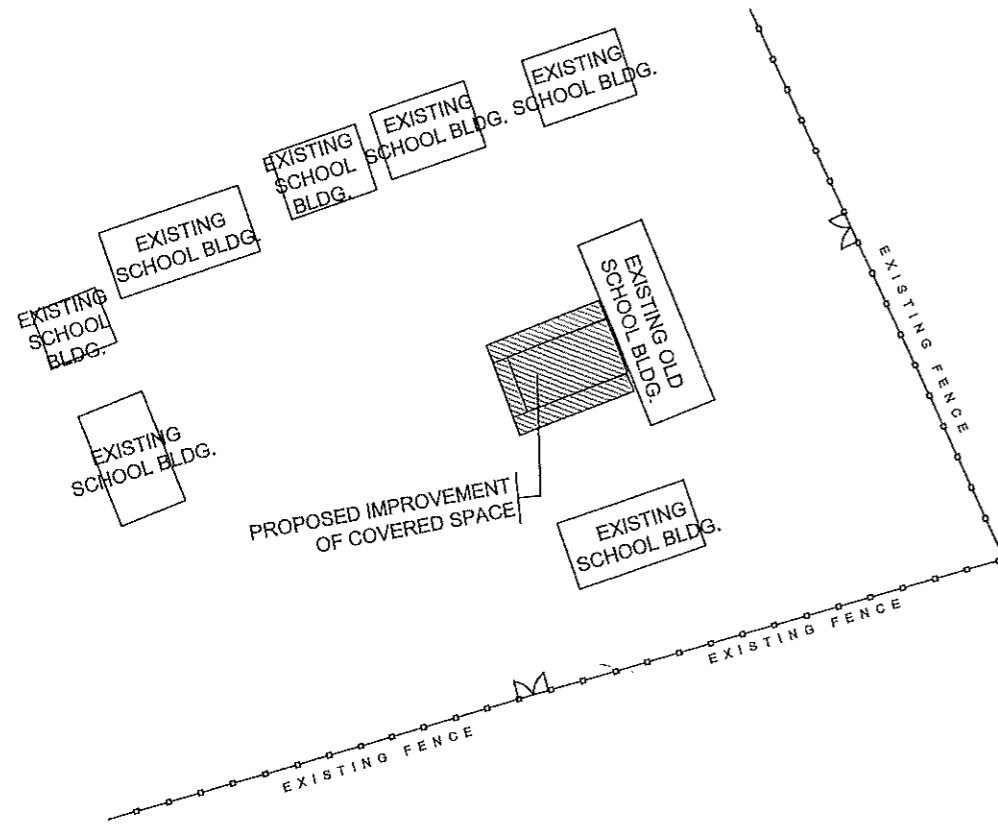 EXISTING
SCHOOL BLDG.
EXISTING
SCHOOL BLDG.
EXISTING
SCHOOL
BLDG.
EXISTING
SCHOOL BLDG.
EXISTING
SCHOOL
BLDG.
EXISTING
SCHOOL BLDG.
EXISTING OLD
SCHOOL BLDG.
EXISTING FENCE
PROPOSED IMPROVEMENT
OF COVERED SPACE
EXISTING
SCHOOL BLDG.
EXISTING FENCE
EXISTING FENCE